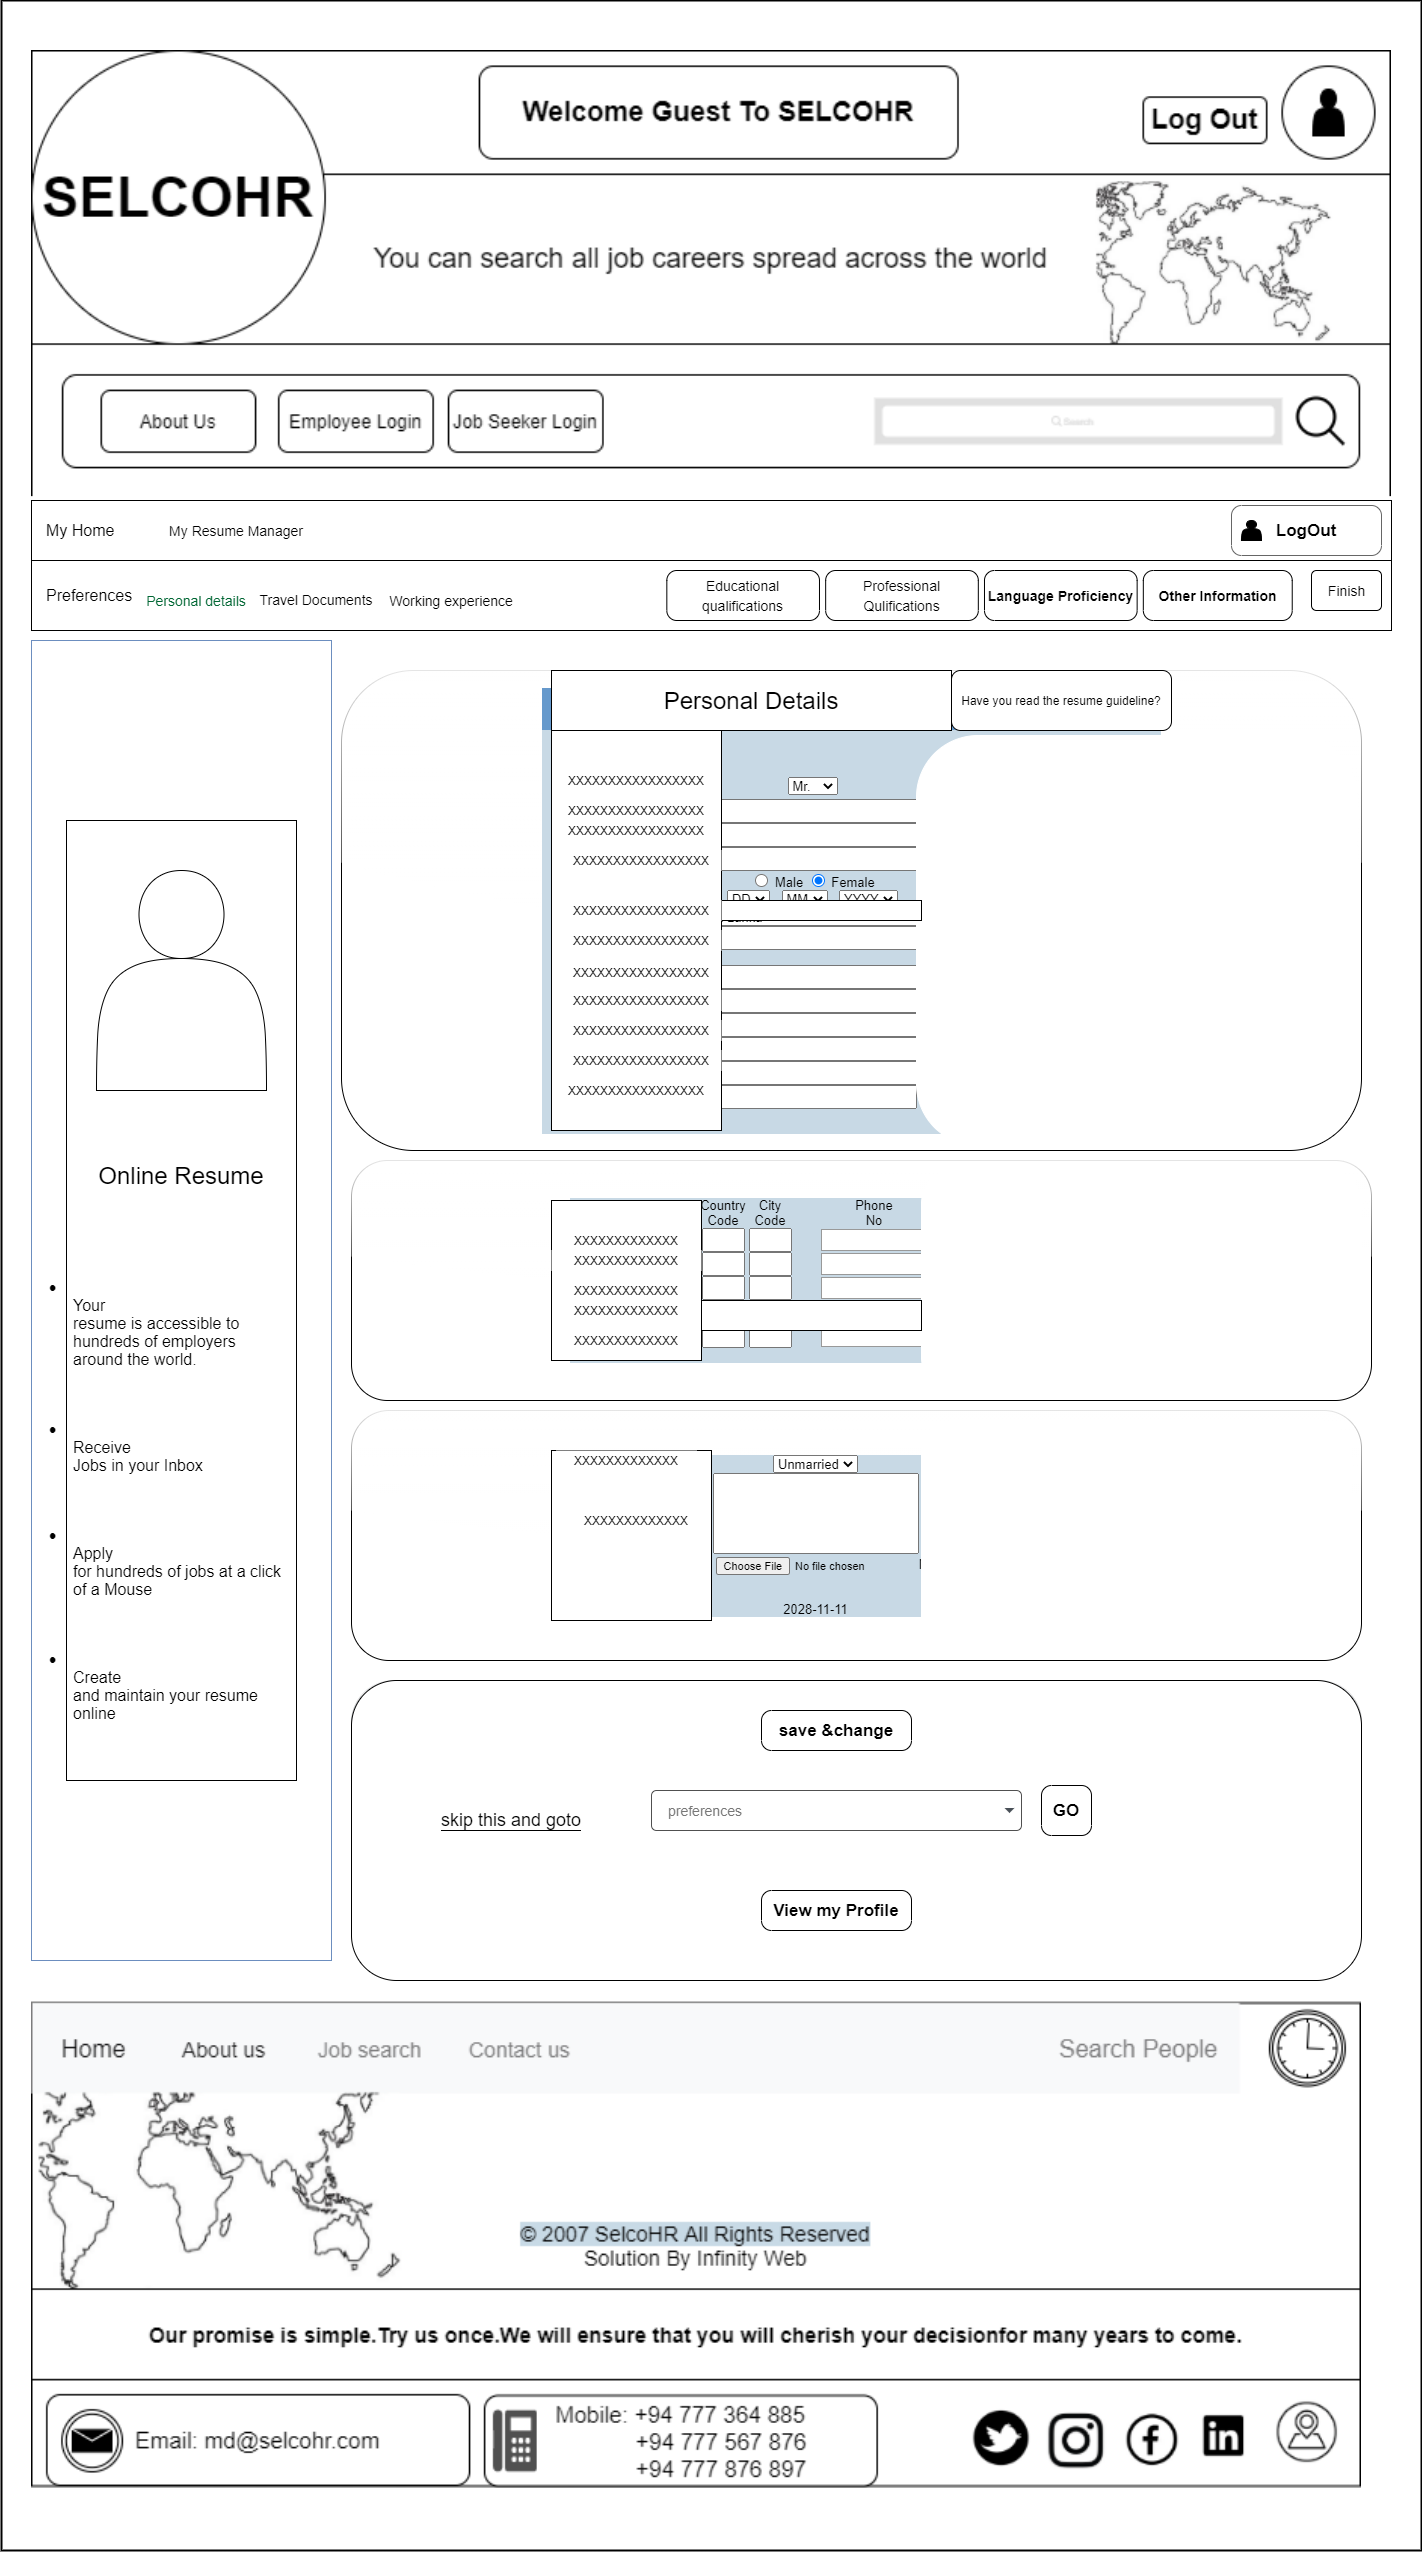 Welcome Guest To SELCOHR
Log Out
SELCOHR
You can search all job careers spread across the world
About Us
Employee Login
Job Seeker Login
Search
My Home
My Resume Manager
LogOut
Preferences
Personal details
Travel Documents
Working experience
Educational
qualifications
Professional
Qulifications
Language Proficiency
Other Information
Finish
Personal Details
Have you read the resume guideline?
XXXXXXXXXXXXXXXXX
Mr.
XXXXXXXXXXXXXXXXX
XXXXXXXXXXXXXXXXX
XXXXXXXXXXXXXXXXX
Male
Female
DD
MM
YYYY
XXXXXXXXXXXXXXXXX
XXXXXXXXXXXXXXXXX
XXXXXXXXXXXXXXXXX
XXXXXXXXXXXXXXXXX
XXXXXXXXXXXXXXXXX
XXXXXXXXXXXXXXXXX
XXXXXXXXXXXXXXXXX
Online Resume
• Your
resume is accessible to
hundreds of employers
around the world.
• Receive
Jobs in your Inbox
• Apply
for hundreds of jobs at a click
of a Mouse
• Create
and maintain your resume
online
Country
Code
City
Code
Phone
No
XXXXXXXXXXXXX
XXXXXXXXXXXXX
XXXXXXXXXXXXX
XXXXXXXXXXXXX
XXXXXXXXXXXXX
XXXXXXXXXXXXX
Unmarried
XXXXXXXXXXXXX
Choose File No file chosen
2028-11-11
save &change
skip this and goto
preferences
GO
View my Profile
Home
About us
Job search
Contact us
Search People
© 2007 SelcoHR All Rights Reserved
Solution By Infinity Web
Our promise is simple.Try us once.We will ensure that you will cherish your decisionfor many years to come.
Email: md@selcohr.com
Mobile: +94 777 364 885
+94 777 567 876
+94 777 876 897